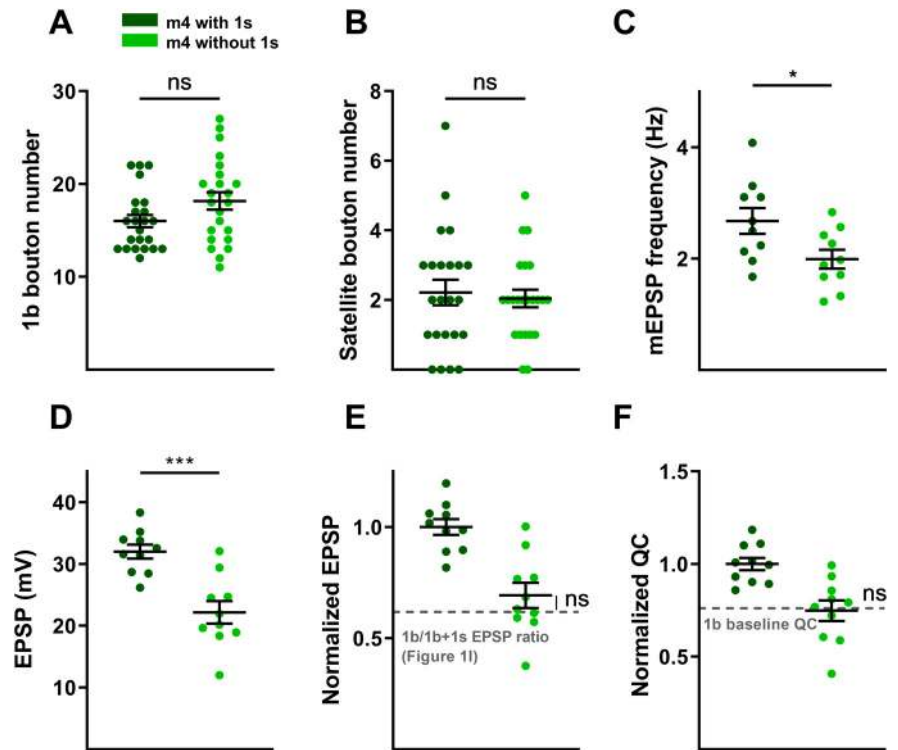 A
m4 with 1s
m4 without 1s
1b bouton number
30
20
10
ns
B
Satellite bouton number
8
6
4
2
0
ns
C
mEPSP frequency (Hz)
4
2
*
D
EPSP (mV)
40
30
20
10
***
E
Normalized EPSP
1.0
0.5
ns
1b/1b+1s EPSP ratio
(Figure 1I)
F
Normalized QC
1.5
1.0
0.5
ns
1b baseline QC